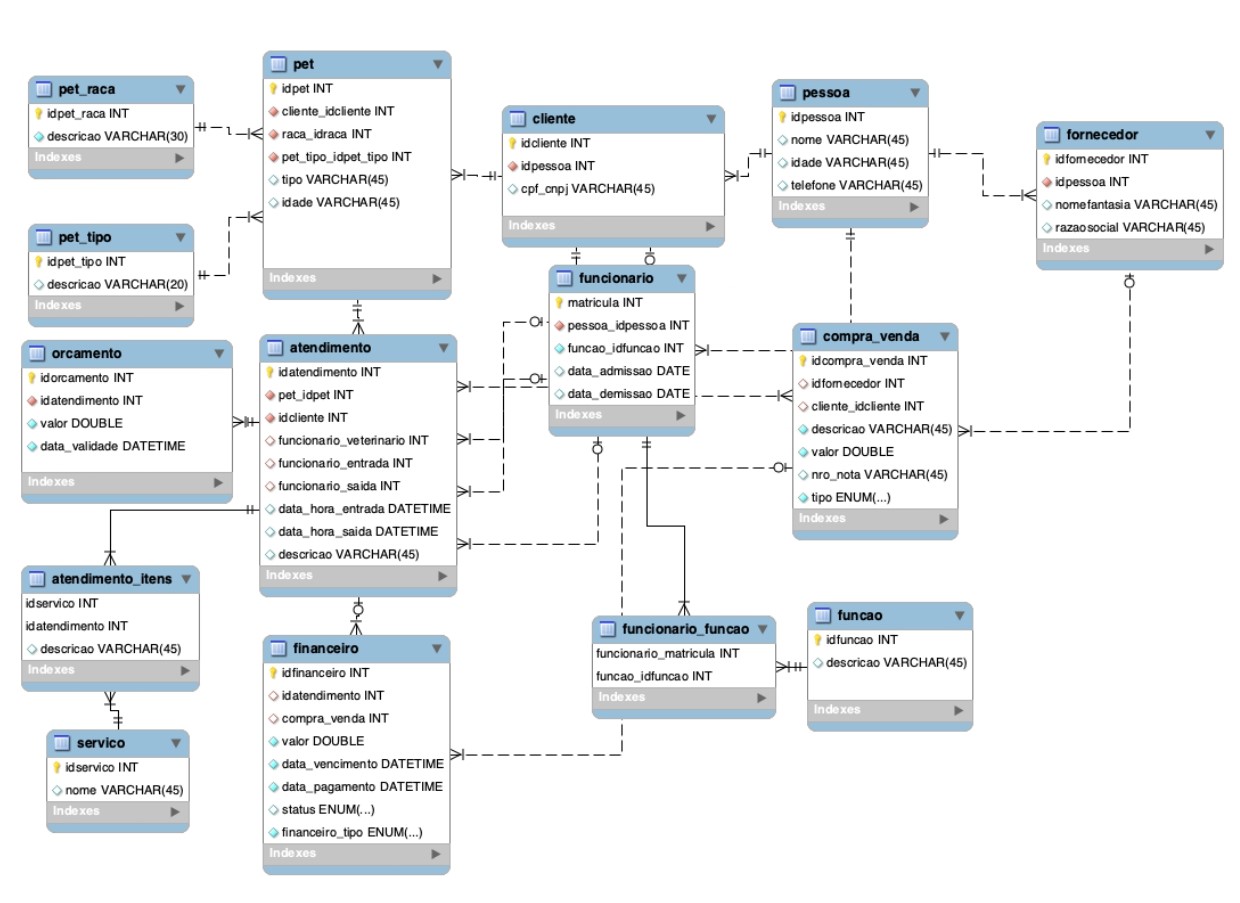 pet_raca
idpet_raca INT
descricao VARCHAR(30)
Indexes
pet
idpet INT
cliente_idcliente INT
raca_idraca INT
pet_tipo_idpet_tipo INT
tipo VARCHAR(45)
idade VARCHAR(45)
Indexes
cliente
idcliente INT
idpessoa INT
cpf_cnpj VARCHAR(45)
Indexes
pessoa
idpessoa INT
nome VARCHAR(45)
idade VARCHAR(45)
telefone VARCHAR(45)
Indexes
fornecedor
idfornecedor INT
idpessoa INT
nomefantasia VARCHAR(45)
razaosocial VARCHAR(45)
Indexes
pet_tipo
idpet_tipo INT
descricao VARCHAR(20)
Indexes
orcamento
idorcamento INT
idatendimento INT
valor DOUBLE
data_validade DATETIME
Indexes
atendimento
idatendimento INT
pet_idpet INT
idcliente INT
funcionario_veterinario INT
funcionario_entrada INT
funcionario_saida INT
data_hora_entrada DATETIME
data_hora_saida DATETIME
descricao VARCHAR(45)
Indexes
funcionario
matricula INT
pessoa_idpessoa INT
funcao_idfuncao INT
data_admissao DATE
data_demissao DATE
Indexes
compra_venda
idcompra_venda INT
idfornecedor INT
cliente_idcliente INT
descricao VARCHAR(45)
valor DOUBLE
nro_nota VARCHAR(45)
tipo ENUM(...)
Indexes
atendimento_itens
idservico INT
idatendimento INT
descricao VARCHAR(45)
Indexes
servico
idservico INT
nome VARCHAR(45)
Indexes
financeiro
idfinanceiro INT
idatendimento INT
compra_venda INT
valor DOUBLE
data_vencimento DATETIME
data_pagamento DATETIME
status ENUM(...)
financeiro_tipo ENUM(...)
Indexes
funcionario_funcao
funcionario_matricula INT
funcao_idfuncao INT
Indexes
funcao
idfuncao INT
descricao VARCHAR(45)
Indexes